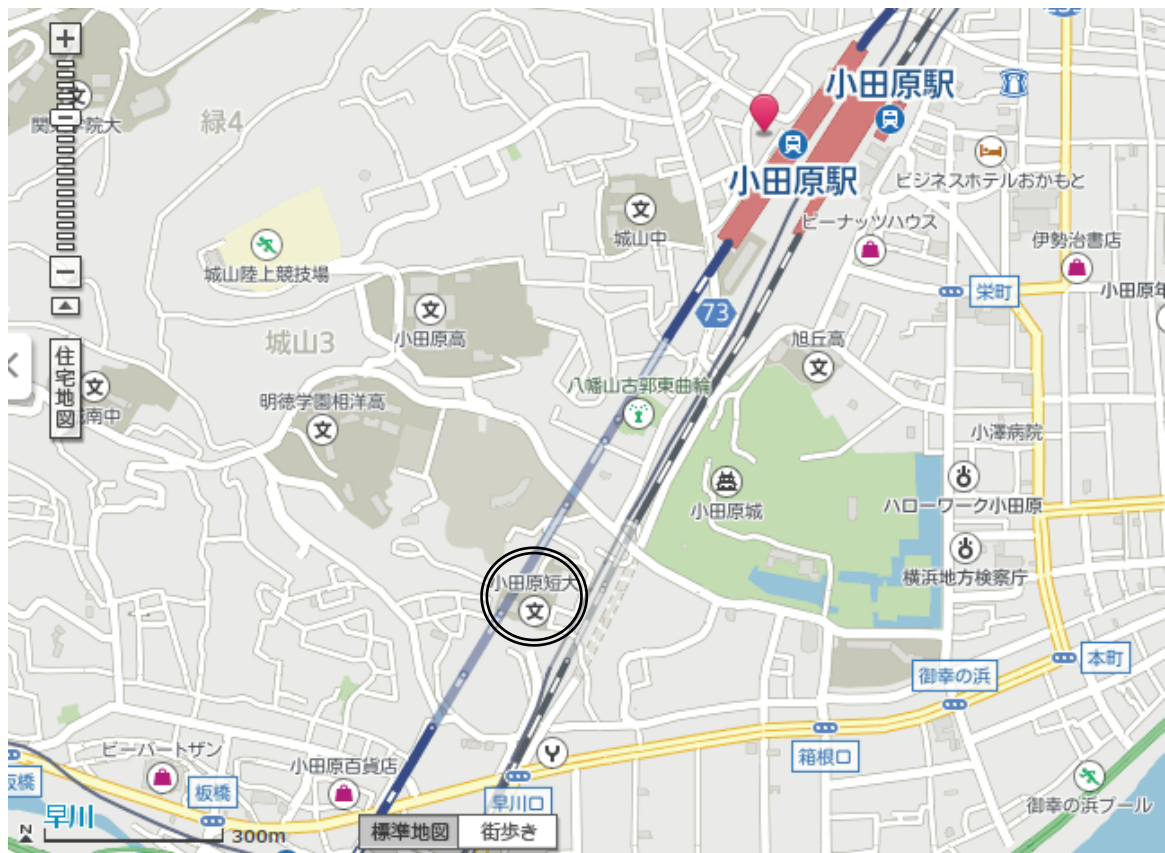 小田原駅
関東学院大
緑4
小田原駅
ビジネスホテルおかもと
城山中
ピーナッツハウス
伊勢治書店
城山陸上競技場
栄町
小田原年
73
小田原高
城山3
旭丘高
住宅地図
八幡山古郭東曲輪
明徳学園相洋高
南中
小澤病院
小田原城
ハローワーク小田原
横浜地方検察庁
小田原短大
本町
御幸の浜
ビーバートザン
箱根口
小田原百貨店
板橋
板橋
早川口
御幸の浜プール
早川
N
300m
標準地図
街歩き